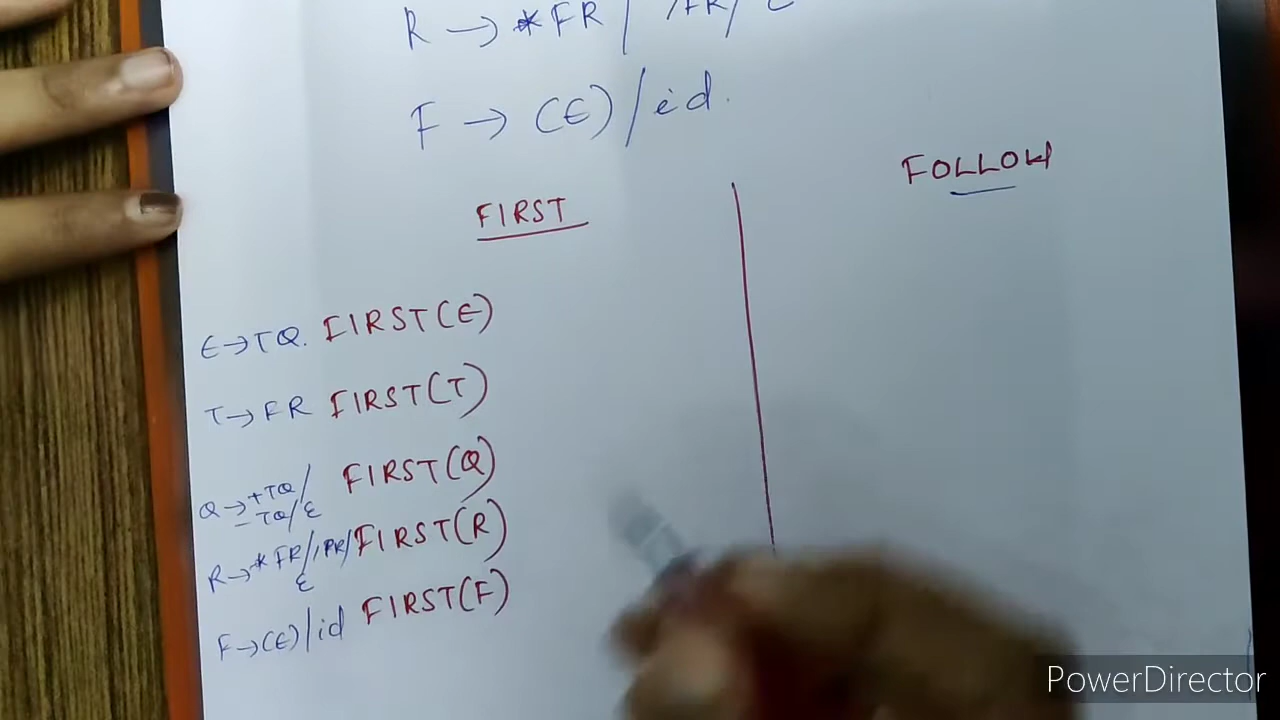 R → *FR / /FR/ ε
F → (E) / id.
FIRST
FOLLOW
E→TQ. FIRST(E)
T→FR FIRST(T)
Q→+TQ/ FIRST(Q)
-TQ/ε
R→*FR//FR/ FIRST(R)
ε
F→(E)/id FIRST(F)
PowerDirector